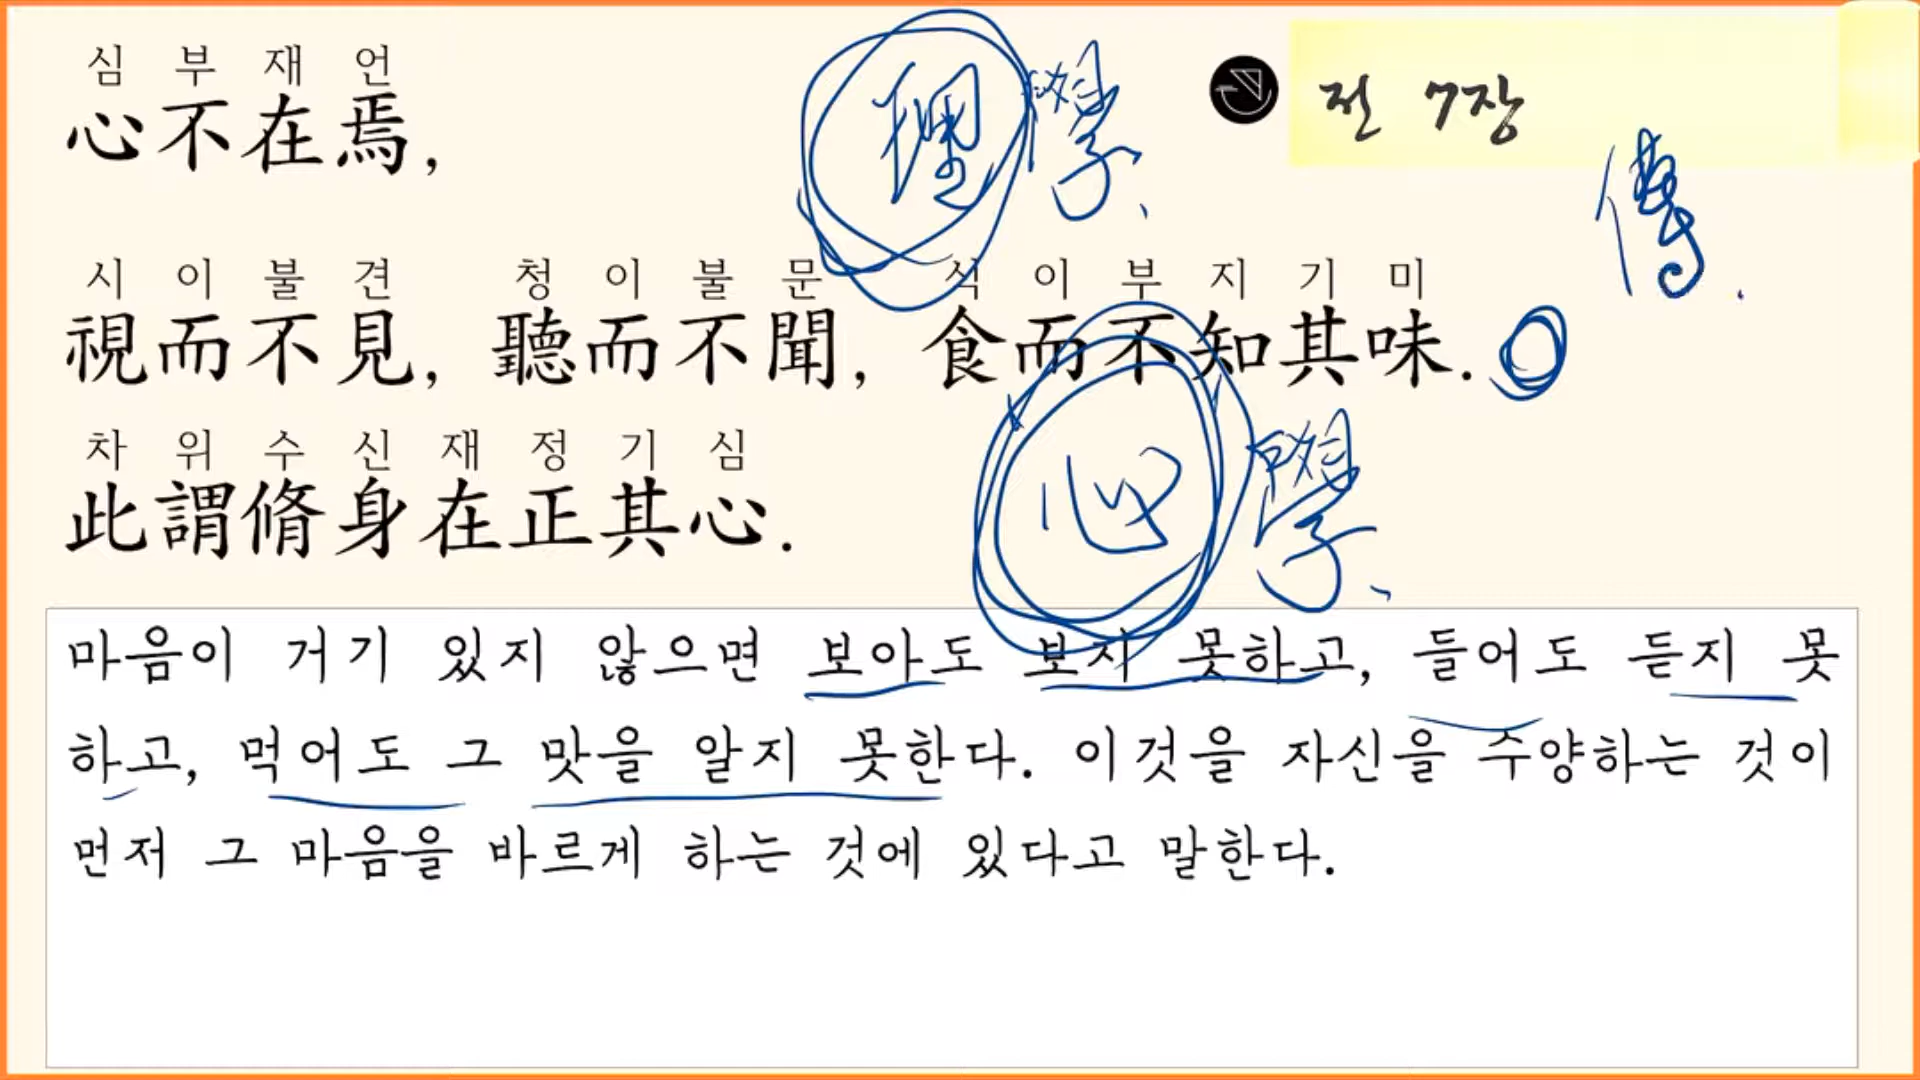 심 부 재 언
心不在焉,
理學、
전 7장
傳.
시 이 불 견 청 이 불 문 식 이 부 지 기 미
視而不見, 聽而不聞, 食而不知其味.
차 위 수 신 재 정 기 심
此謂脩身在正其心.
心學、
마음이 거기 있지 않으면 보아도 보지 못하고, 들어도 듣지 못
하고, 먹어도 그 맛을 알지 못한다. 이것을 자신을 수양하는 것이
먼저 그 마음을 바르게 하는 것에 있다고 말한다.